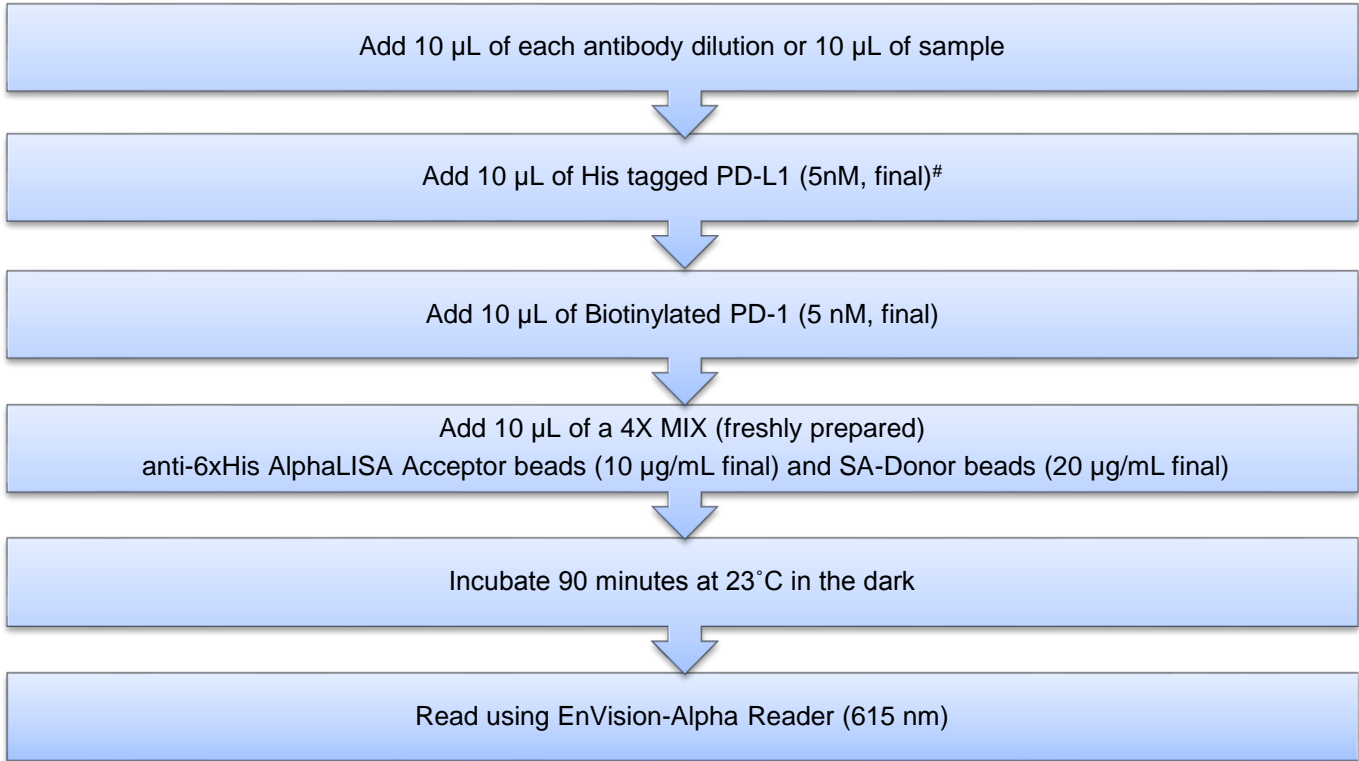 Add 10 µL of each antibody dilution or 10 µL of sample
Add 10 µL of His tagged PD-L1 (5nM, final)#
Add 10 µL of Biotinylated PD-1 (5 nM, final)
Add 10 µL of a 4X MIX (freshly prepared)
anti-6xHis AlphaLISA Acceptor beads (10 µg/mL final) and SA-Donor beads (20 µg/mL final)
Incubate 90 minutes at 23˚C in the dark
Read using EnVision-Alpha Reader (615 nm)